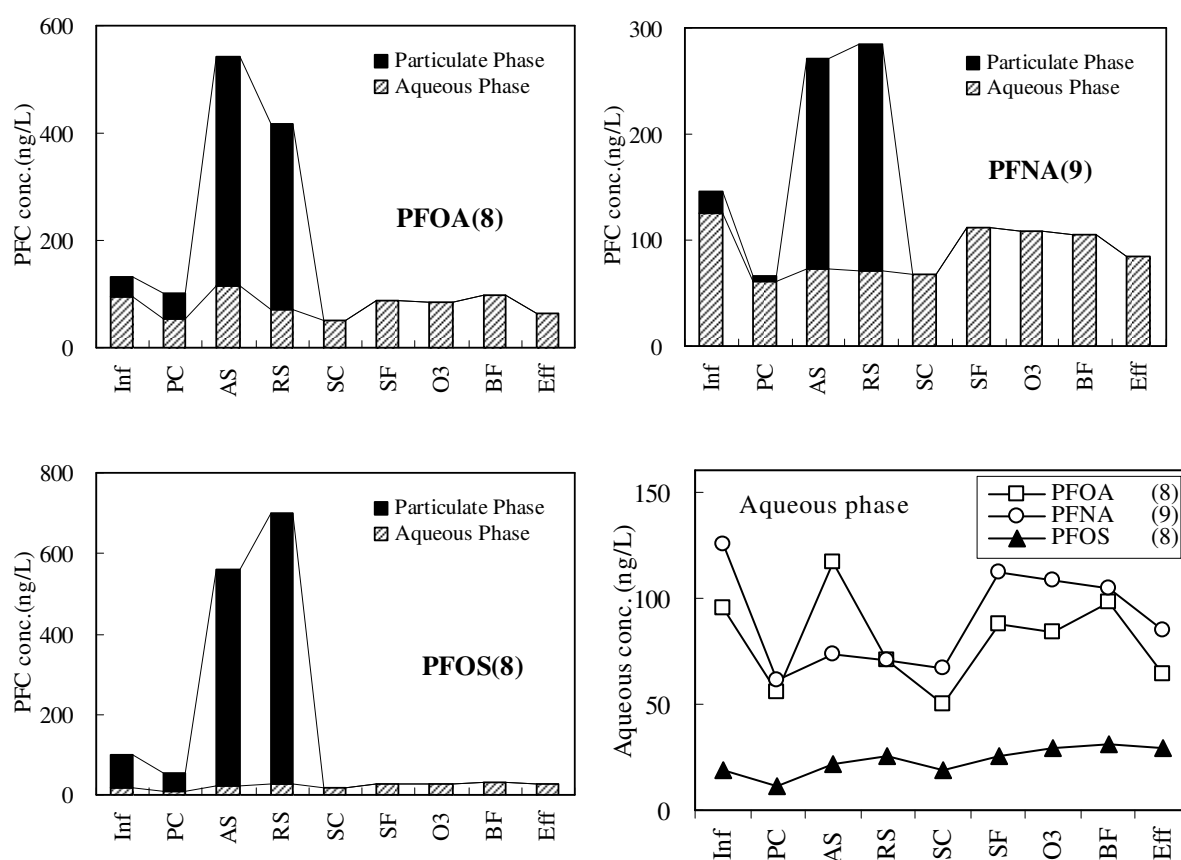 600
400
200
0
PFC conc.(ng/L)
Particulate Phase
Aqueous Phase
PFOA(8)
Inf PC AS RS SC SF O3 BF Eff
300
200
100
0
PFC conc.(ng/L)
Particulate Phase
Aqueous Phase
PFNA(9)
Inf PC AS RS SC SF O3 BF Eff
800
600
400
200
0
PFC conc.(ng/L)
Particulate Phase
Aqueous Phase
PFOS(8)
Inf PC AS RS SC SF O3 BF Eff
150
100
50
0
Aqueous conc.(ng/L)
Aqueous phase
PFOA (8)
PFNA (9)
PFOS (8)
Inf PC AS RS SC SF O3 BF Eff